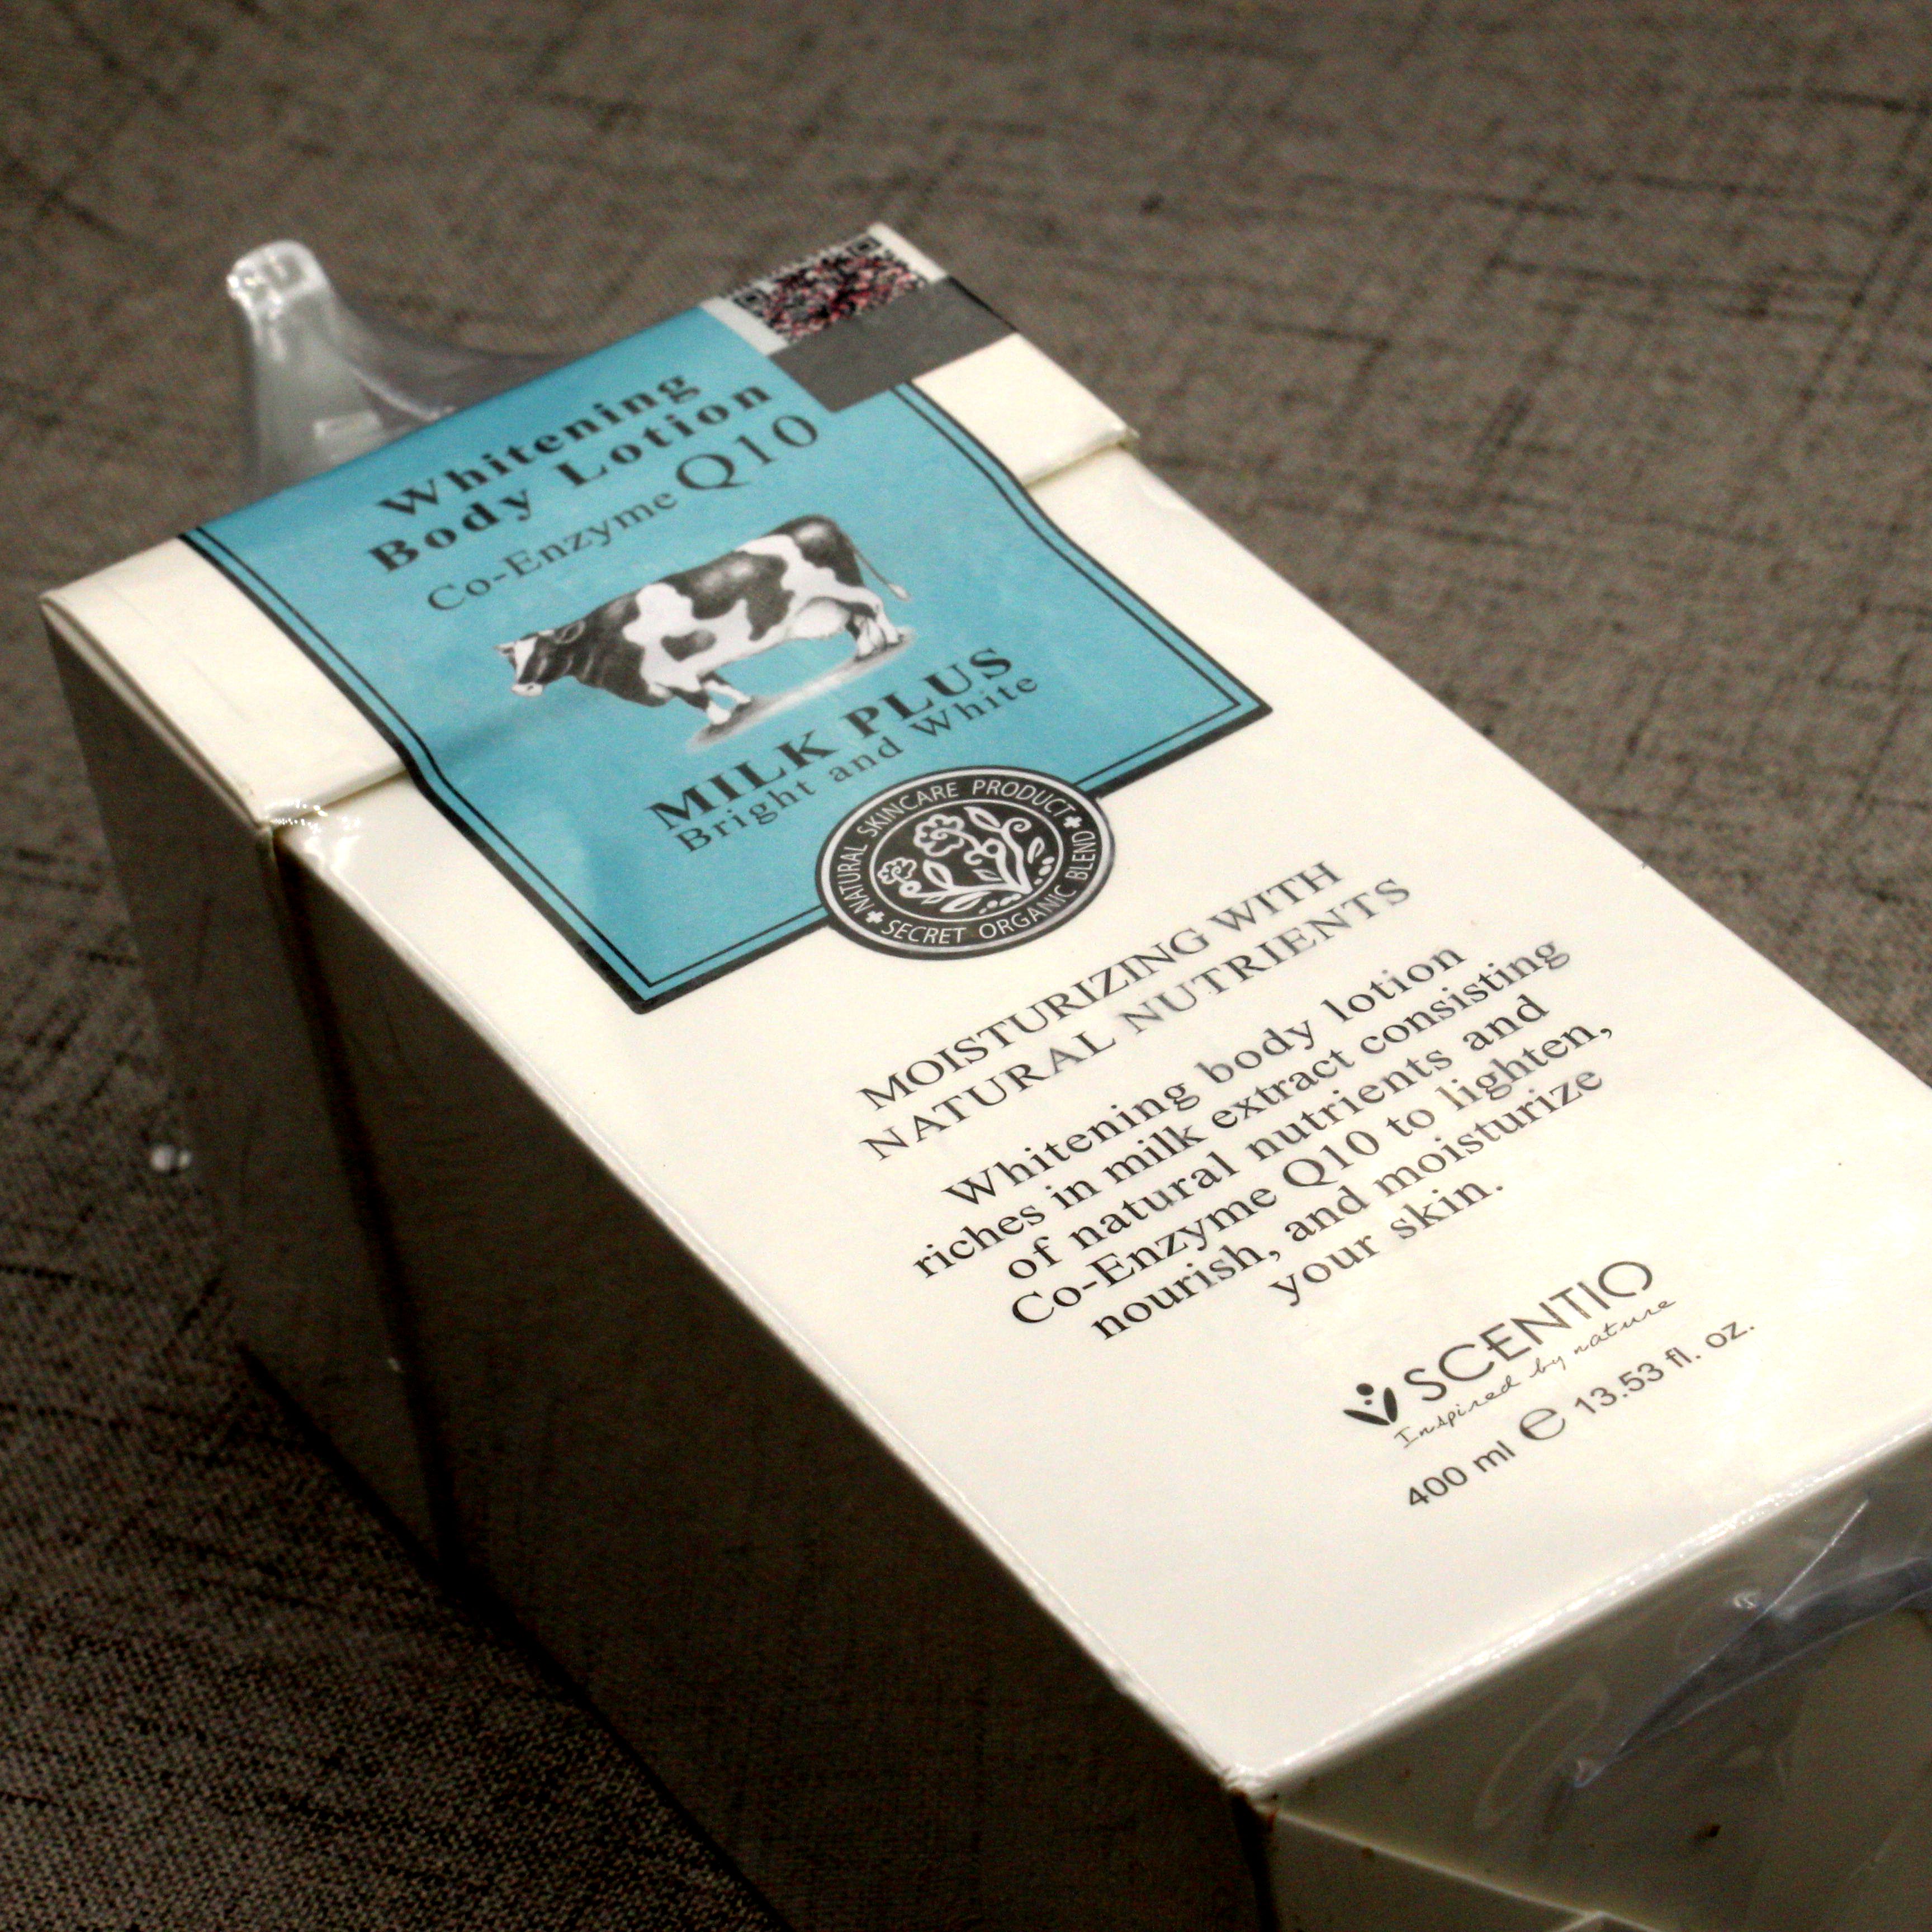 Whitening
Body Lotion
Co-Enzyme Q10
MILK PLUS
Bright and White
NATURAL SKINCARE PRODUCT
SECRET ORGANIC BLEND
MOISTURIZING WITH
NATURAL NUTRIENTS
Whitening body lotion
riches in milk extract consisting
of natural nutrients and
Co-Enzyme Q10 to lighten,
nourish, and moisturize
your skin.
SCENTIO
Inspired by nature
400 ml ℮ 13.53 fl. oz.